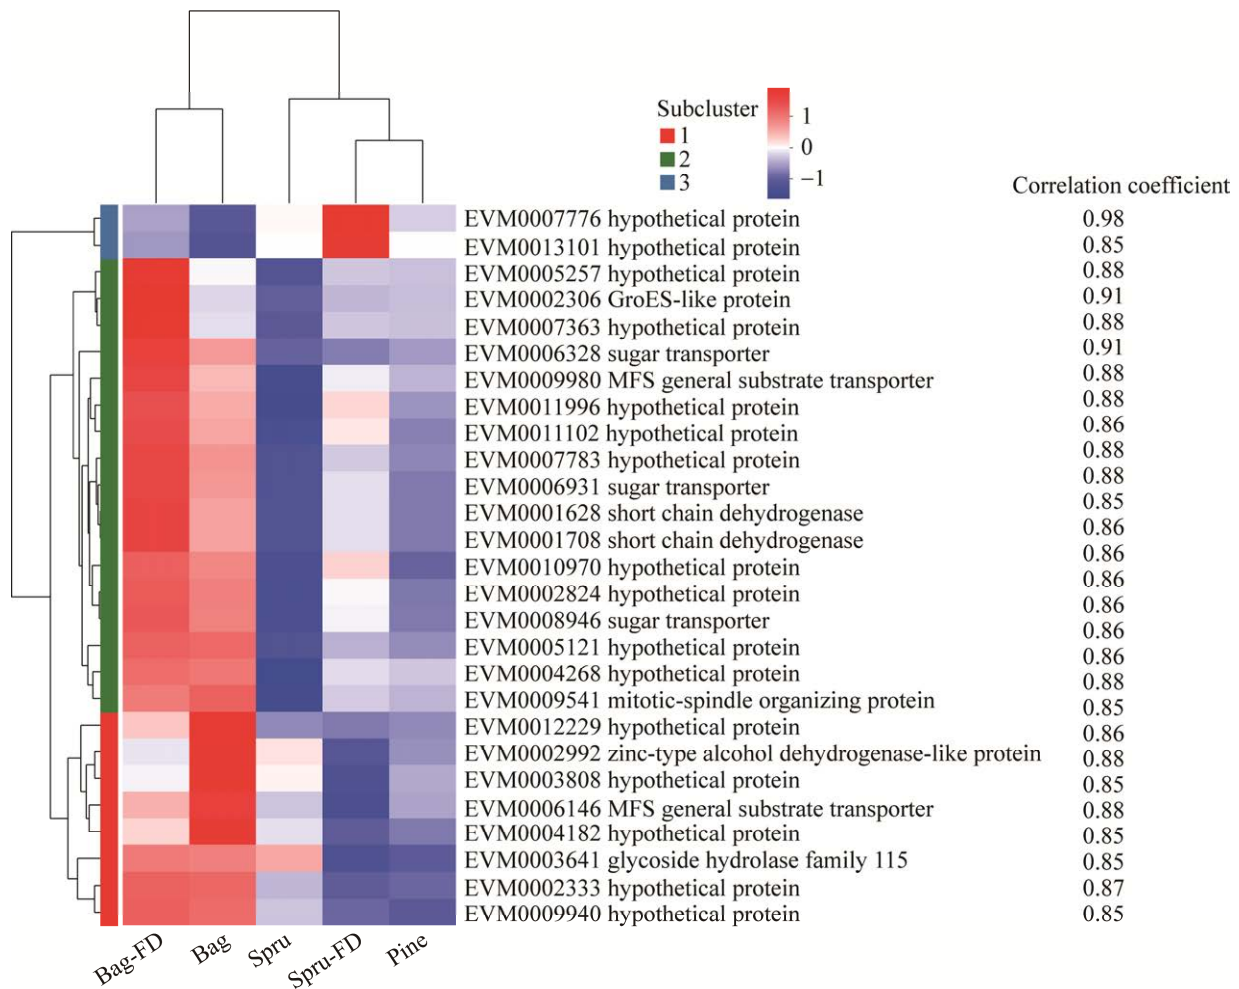 Subcluster
1
2
3
1
0
−1
Correlation coefficient
EVM0007776 hypothetical protein
EVM0013101 hypothetical protein
EVM0005257 hypothetical protein
EVM0002306 GroES-like protein
EVM0007363 hypothetical protein
EVM0006328 sugar transporter
EVM0009980 MFS general substrate transporter
EVM0011996 hypothetical protein
EVM0011102 hypothetical protein
EVM0007783 hypothetical protein
EVM0006931 sugar transporter
EVM0001628 short chain dehydrogenase
EVM0001708 short chain dehydrogenase
EVM0010970 hypothetical protein
EVM0002824 hypothetical protein
EVM0008946 sugar transporter
EVM0005121 hypothetical protein
EVM0004268 hypothetical protein
EVM0009541 mitotic-spindle organizing protein
EVM0012229 hypothetical protein
EVM0002992 zinc-type alcohol dehydrogenase-like protein
EVM0003808 hypothetical protein
EVM0006146 MFS general substrate transporter
EVM0004182 hypothetical protein
EVM0003641 glycoside hydrolase family 115
EVM0002333 hypothetical protein
EVM0009940 hypothetical protein
0.98
0.85
0.88
0.91
0.88
0.91
0.88
0.88
0.86
0.88
0.88
0.85
0.86
0.86
0.86
0.86
0.86
0.86
0.88
0.85
0.86
0.88
0.85
0.88
0.85
0.85
0.87
0.85
Bag-FD
Bag
Spru
Spru-FD
Pine